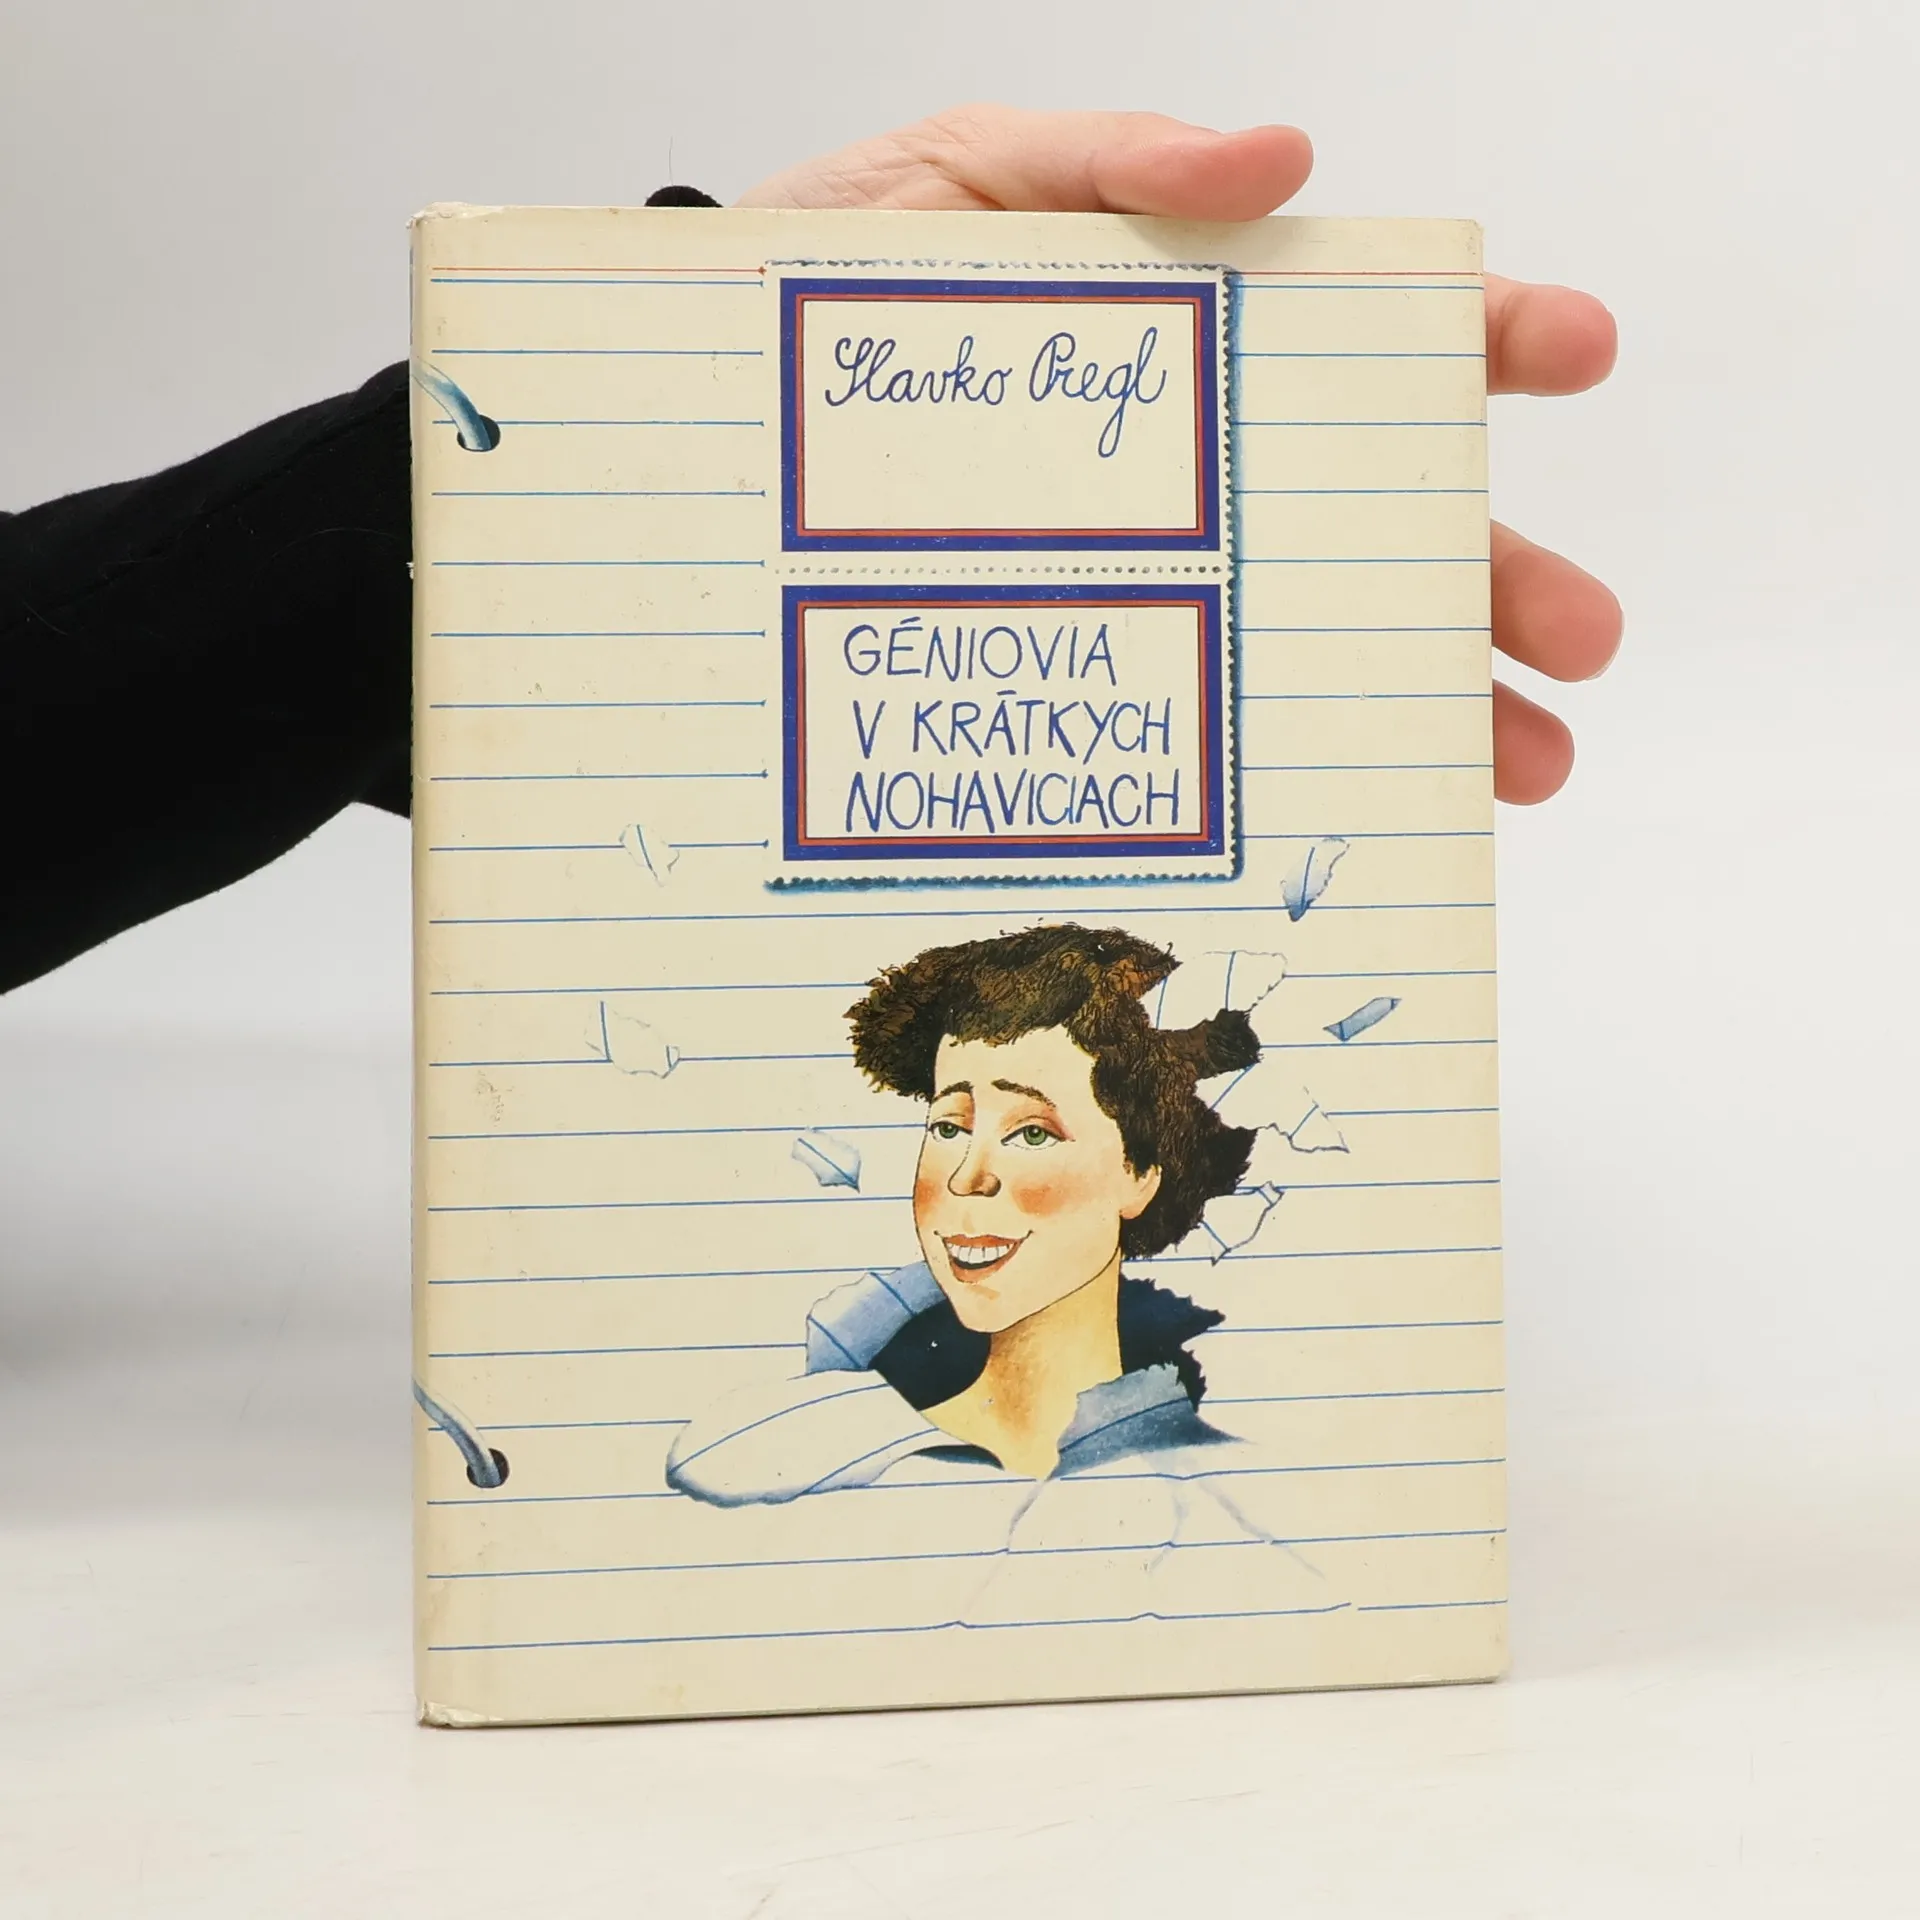 Slavko Pregl
GÉNIOVIA
V KRÁTKYCH
NOHAVICIACH